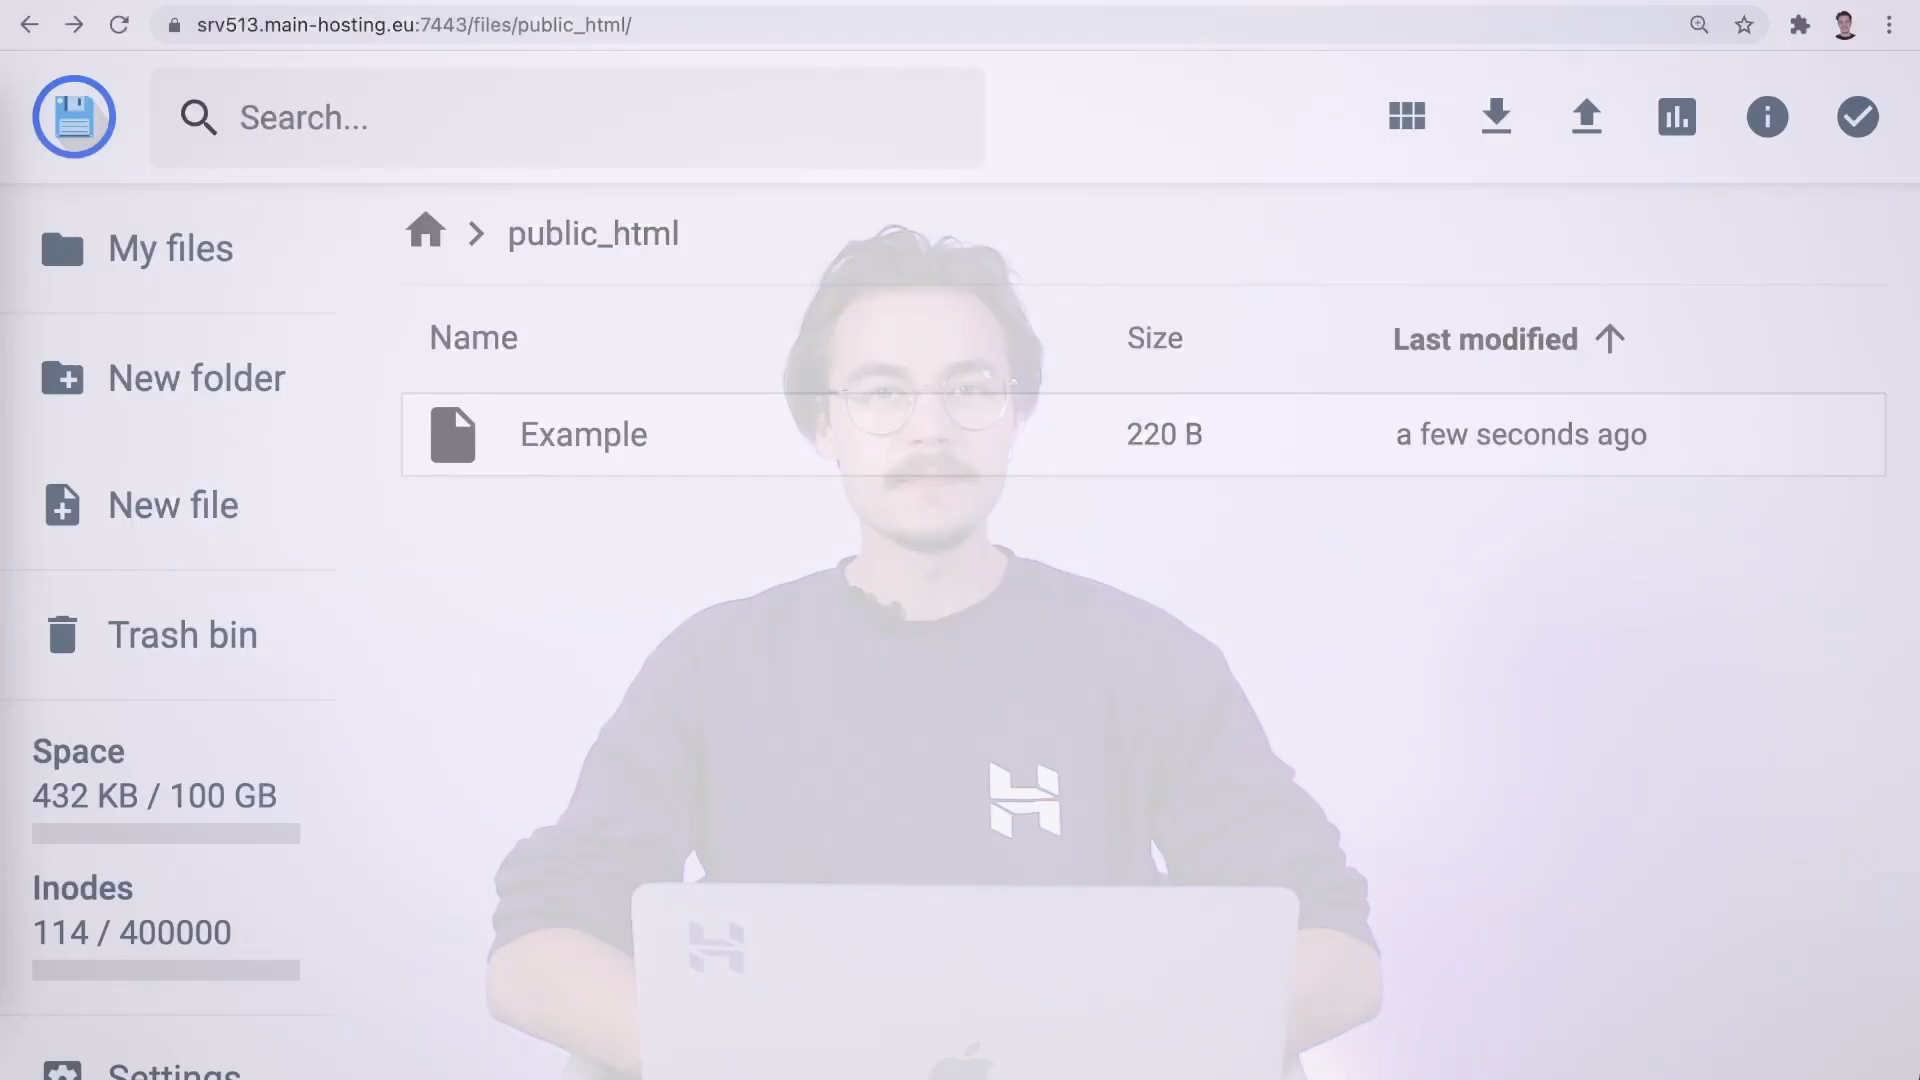 srv513.main-hosting.eu:7443/files/public_html/
Search...
My files
New folder
New file
Trash bin
Space
432 KB / 100 GB
Inodes
114 / 400000
Settings
public_html
Name Size Last modified
Example 220 B a few seconds ago